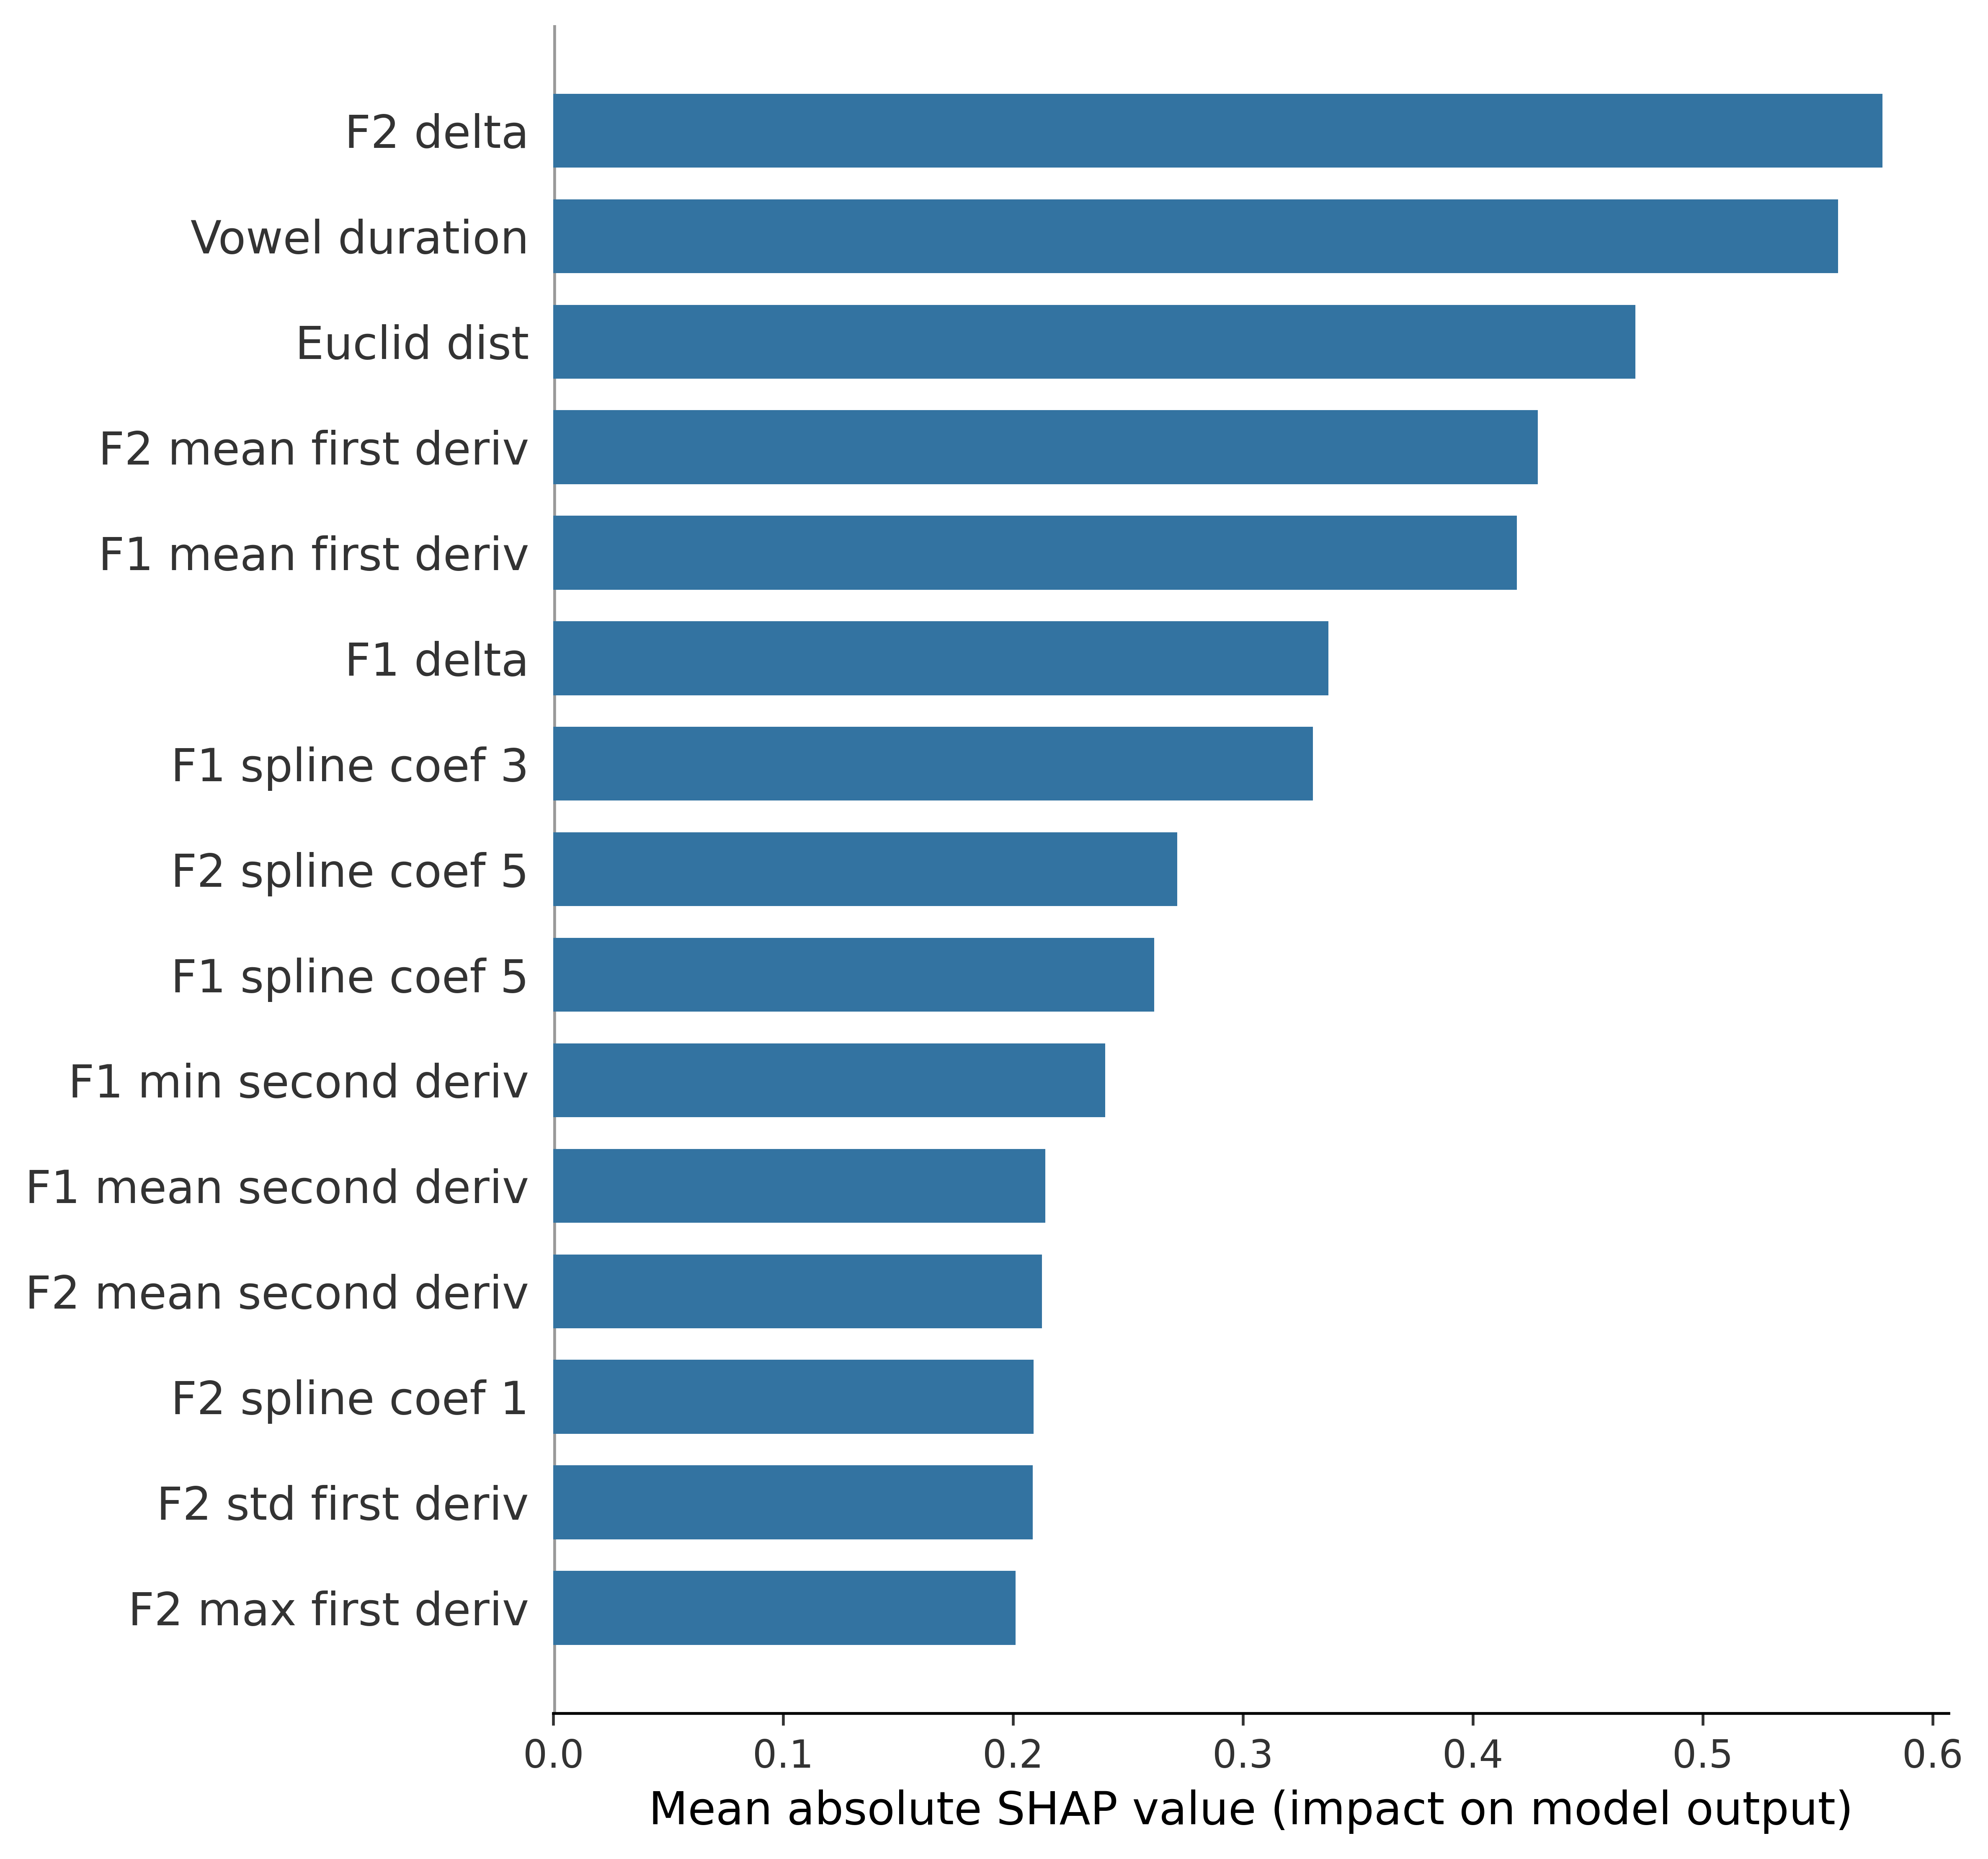 F2 delta
Vowel duration
Euclid dist
F2 mean first deriv
F1 mean first deriv
F1 delta
F1 spline coef 3
F2 spline coef 5
F1 spline coef 5
F1 min second deriv
F1 mean second deriv
F2 mean second deriv
F2 spline coef 1
F2 std first deriv
F2 max first deriv
0.0 0.1 0.2 0.3 0.4 0.5 0.6
Mean absolute SHAP value (impact on model output)